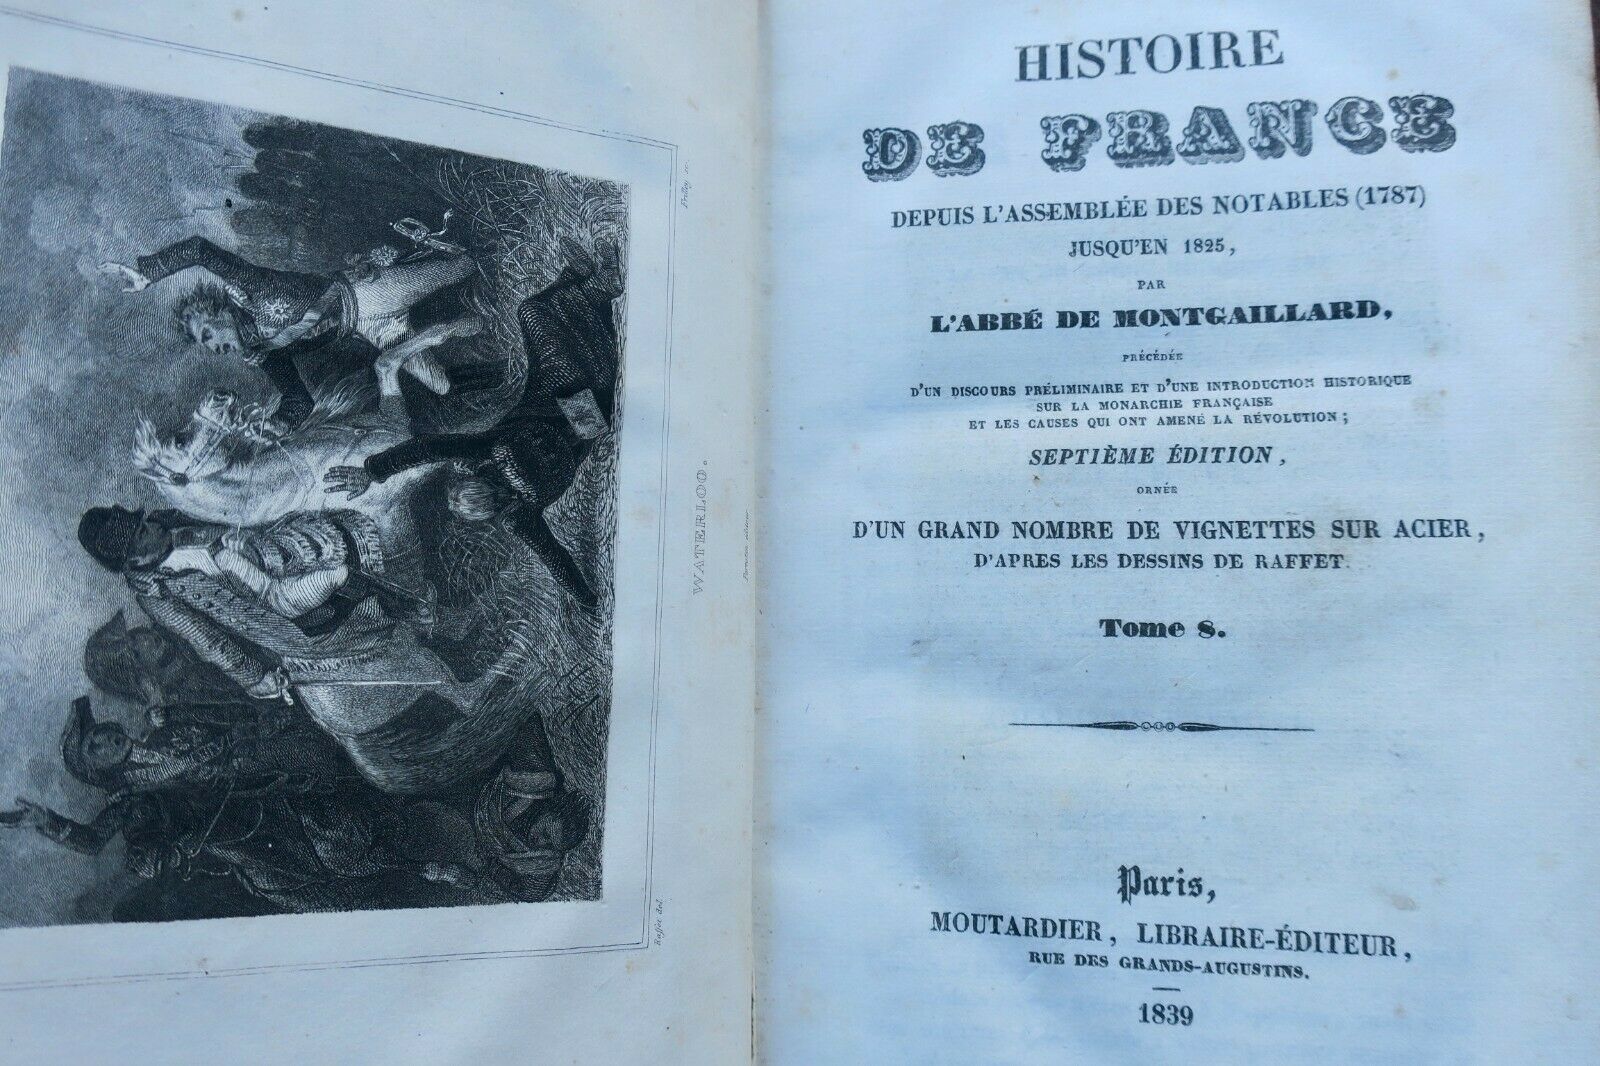 WATERLOO.
Raffet del.
HISTOIRE
DE FRANCE
DEPUIS L'ASSEMBLÉE DES NOTABLES (1787)
JUSQU'EN 1825,
PAR
L'ABBÉ DE MONTGAILLARD,
PRÉCÉDÉE
D'UN DISCOURS PRÉLIMINAIRE ET D'UNE INTRODUCTION HISTORIQUE
SUR LA MONARCHIE FRANÇAISE
ET LES CAUSES QUI ONT AMENÉ LA RÉVOLUTION;
SEPTIÈME ÉDITION,
ORNÉE
D'UN GRAND NOMBRE DE VIGNETTES SUR ACIER,
D'APRES LES DESSINS DE RAFFET.
Tome 8.
Paris,
MOUTARDIER, LIBRAIRE-ÉDITEUR,
RUE DES GRANDS-AUGUSTINS.
1839